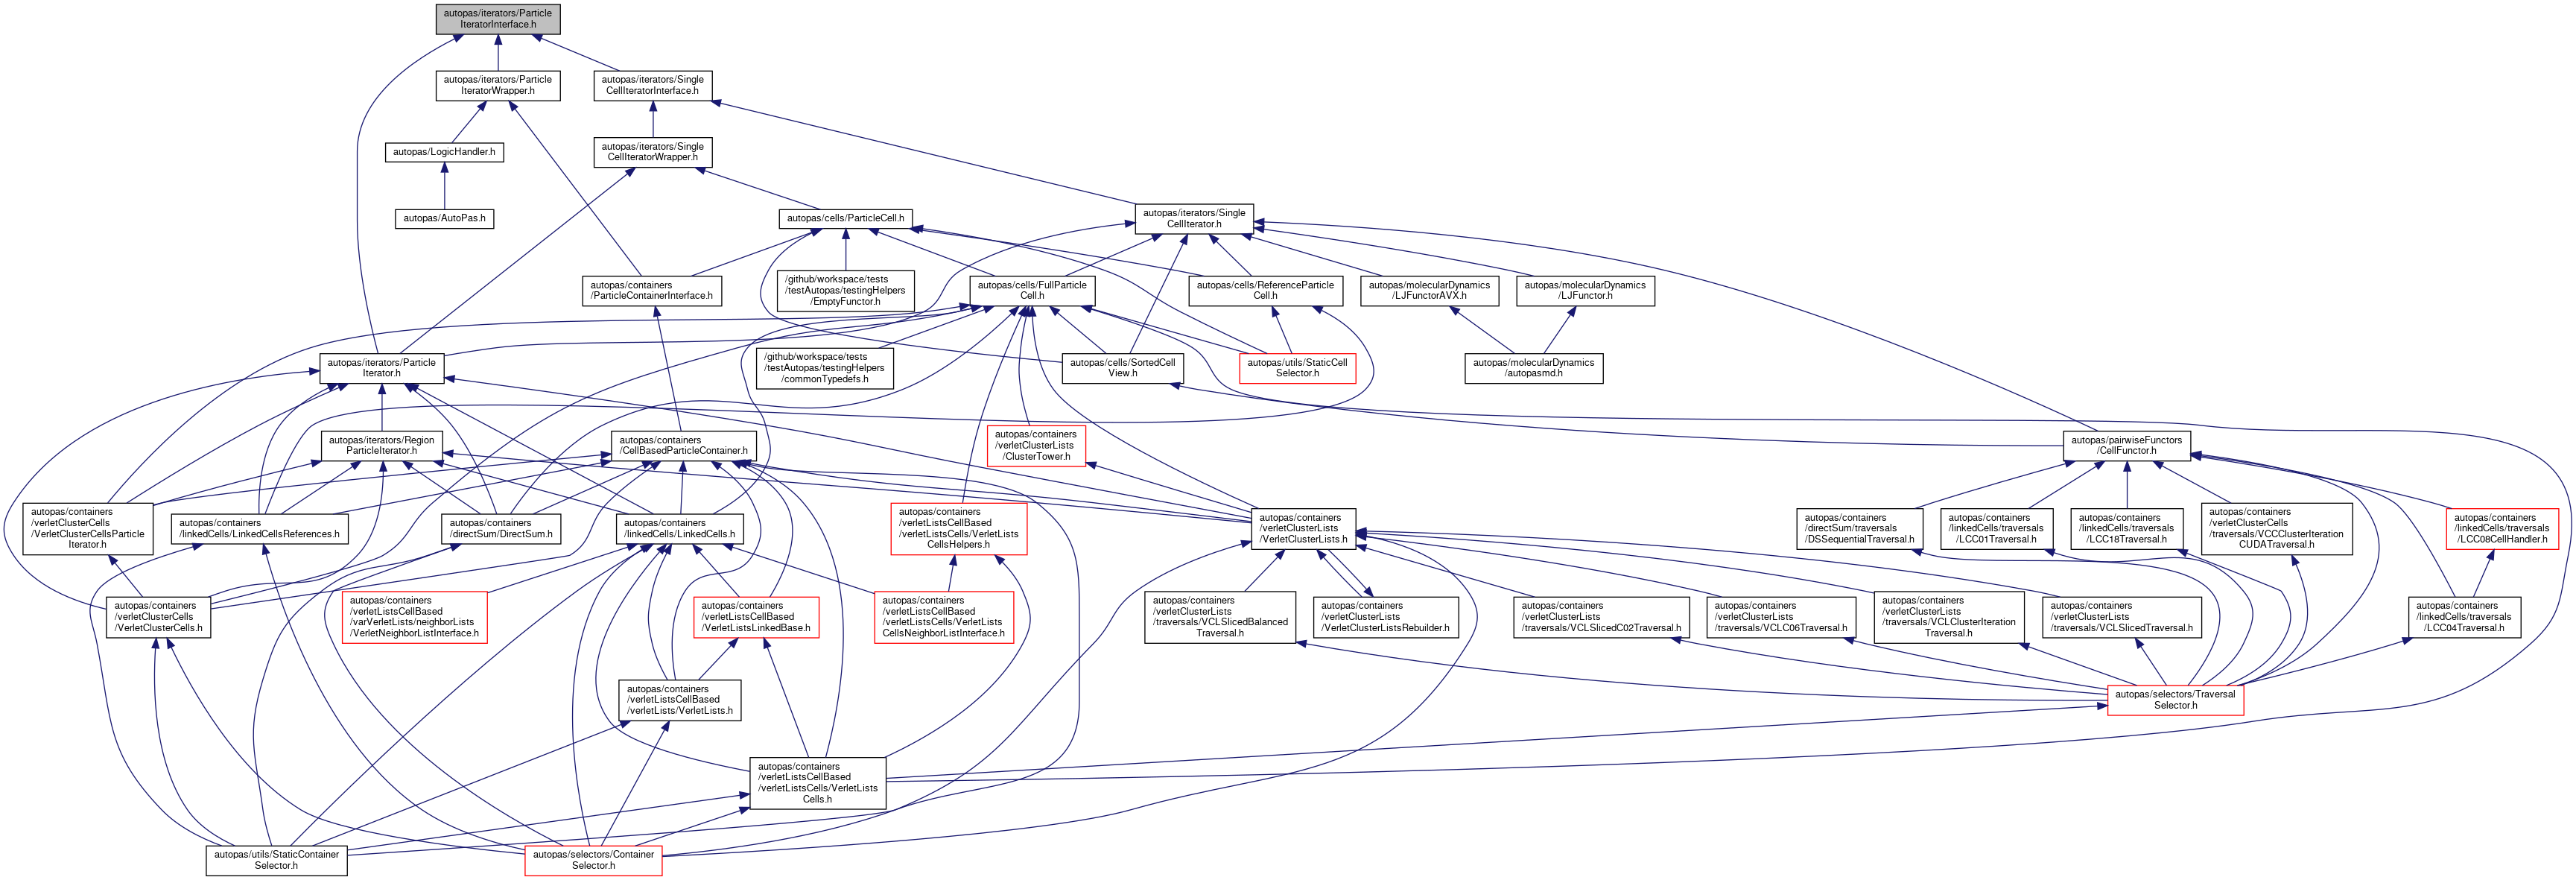 autopas/iterators/Particle
IteratorInterface.h
autopas/iterators/Particle
IteratorWrapper.h
autopas/iterators/Single
CellIteratorInterface.h
autopas/LogicHandler.h
autopas/iterators/Single
CellIteratorWrapper.h
autopas/AutoPas.h
autopas/cells/ParticleCell.h
autopas/iterators/Single
CellIterator.h
autopas/containers
/ParticleContainerInterface.h
/github/workspace/tests
/testAutopas/testingHelpers
/EmptyFunctor.h
autopas/cells/FullParticle
Cell.h
autopas/cells/ReferenceParticle
Cell.h
autopas/molecularDynamics
/LJFunctorAVX.h
autopas/molecularDynamics
/LJFunctor.h
autopas/iterators/Particle
Iterator.h
/github/workspace/tests
/testAutopas/testingHelpers
/commonTypedefs.h
autopas/cells/SortedCell
View.h
autopas/utils/StaticCell
Selector.h
autopas/molecularDynamics
/autopasmd.h
autopas/iterators/Region
ParticleIterator.h
autopas/containers
/CellBasedParticleContainer.h
autopas/containers
/verletClusterLists
/ClusterTower.h
autopas/pairwiseFunctors
/CellFunctor.h
autopas/containers
/verletClusterCells
/VerletClusterCellsParticle
Iterator.h
autopas/containers
/linkedCells/LinkedCellsReferences.h
autopas/containers
/directSum/DirectSum.h
autopas/containers
/linkedCells/LinkedCells.h
autopas/containers
/verletListsCellBased
/verletListsCells/VerletLists
CellsHelpers.h
autopas/containers
/verletClusterLists
/VerletClusterLists.h
autopas/containers
/directSum/traversals
/DSSequentialTraversal.h
autopas/containers
/linkedCells/traversals
/LCC01Traversal.h
autopas/containers
/linkedCells/traversals
/LCC18Traversal.h
autopas/containers
/verletClusterCells
/traversals/VCCClusterIteration
CUDATraversal.h
autopas/containers
/linkedCells/traversals
/LCC08CellHandler.h
autopas/containers
/verletClusterCells
/VerletClusterCells.h
autopas/containers
/verletListsCellBased
/varVerletLists/neighborLists
/VerletNeighborListInterface.h
autopas/containers
/verletListsCellBased
/VerletListsLinkedBase.h
autopas/containers
/verletListsCellBased
/verletListsCells/VerletLists
CellsNeighborListInterface.h
autopas/containers
/verletClusterLists
/traversals/VCLSlicedBalanced
Traversal.h
autopas/containers
/verletClusterLists
/VerletClusterListsRebuilder.h
autopas/containers
/verletClusterLists
/traversals/VCLSlicedC02Traversal.h
autopas/containers
/verletClusterLists
/traversals/VCLC06Traversal.h
autopas/containers
/verletClusterLists
/traversals/VCLClusterIteration
Traversal.h
autopas/containers
/verletClusterLists
/traversals/VCLSlicedTraversal.h
autopas/containers
/linkedCells/traversals
/LCC04Traversal.h
autopas/containers
/verletListsCellBased
/verletLists/VerletLists.h
autopas/selectors/Traversal
Selector.h
autopas/containers
/verletListsCellBased
/verletListsCells/VerletLists
Cells.h
autopas/utils/StaticContainer
Selector.h
autopas/selectors/Container
Selector.h